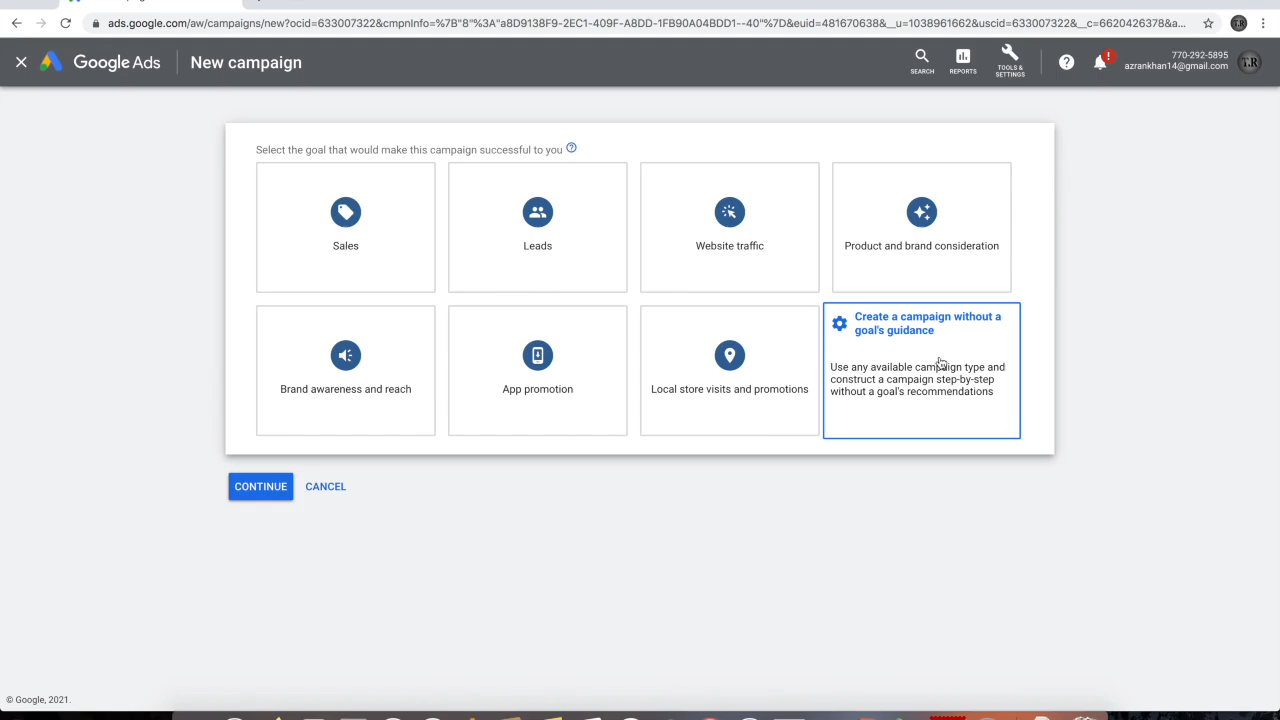 ads.google.com/aw/campaigns/new?ocid=633007322&cmpnInfo=%7B"8"%3A"a8D9138F9-2EC1-409F-A8DD-1FB90A04BDD1--40"%7D&euid=481670638&__u=1038961662&uscid=633007322&__c=6620426378&a...
T.R
Google Ads
New campaign
SEARCH
REPORTS
TOOLS &
SETTINGS
?
!
770-292-5895
azrankhan14@gmail.com
T.R
Select the goal that would make this campaign successful to you ?
Sales
Leads
Website traffic
Product and brand consideration
Brand awareness and reach
App promotion
Local store visits and promotions
Create a campaign without a
goal's guidance
Use any available campaign type and
construct a campaign step-by-step
without a goal's recommendations
CONTINUE
CANCEL
© Google, 2021.